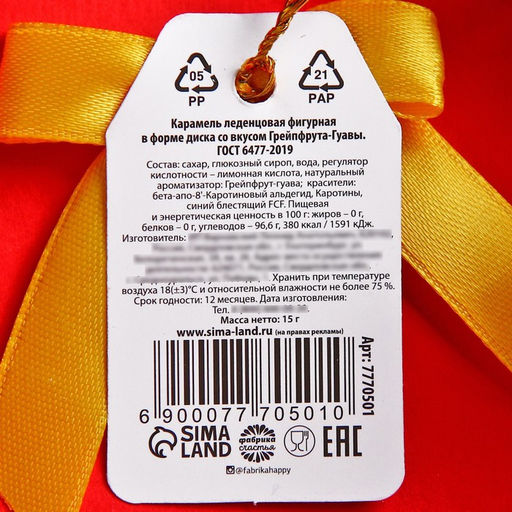 05
PP
21
PAP
Карамель леденцовая фигурная
в форме диска со вкусом Грейпфрута-Гуавы.
ГОСТ 6477-2019
Состав: сахар, глюкозный сироп, вода, регулятор
кислотности – лимонная кислота, натуральный
ароматизатор: Грейпфрут-гуава; красители:
бета-апо-8'-Каротиновый альдегид, Каротины,
синий блестящий FCF. Пищевая
и энергетическая ценность в 100 г: жиров – 0 г,
белков – 0 г, углеводов – 96,6 г, 380 ккал / 1591 кДж.
Изготовитель:
Хранить при температуре
воздуха 18(±3)°С и относительной влажности не более 75 %.
Срок годности: 12 месяцев. Дата изготовления:
Тел.
Масса нетто: 15 г
www.sima-land.ru (на правах рекламы)
Арт: 7770501
6 900077 705010
SIMA
LAND
фабрика
счастья
EAC
@fabrikahappy